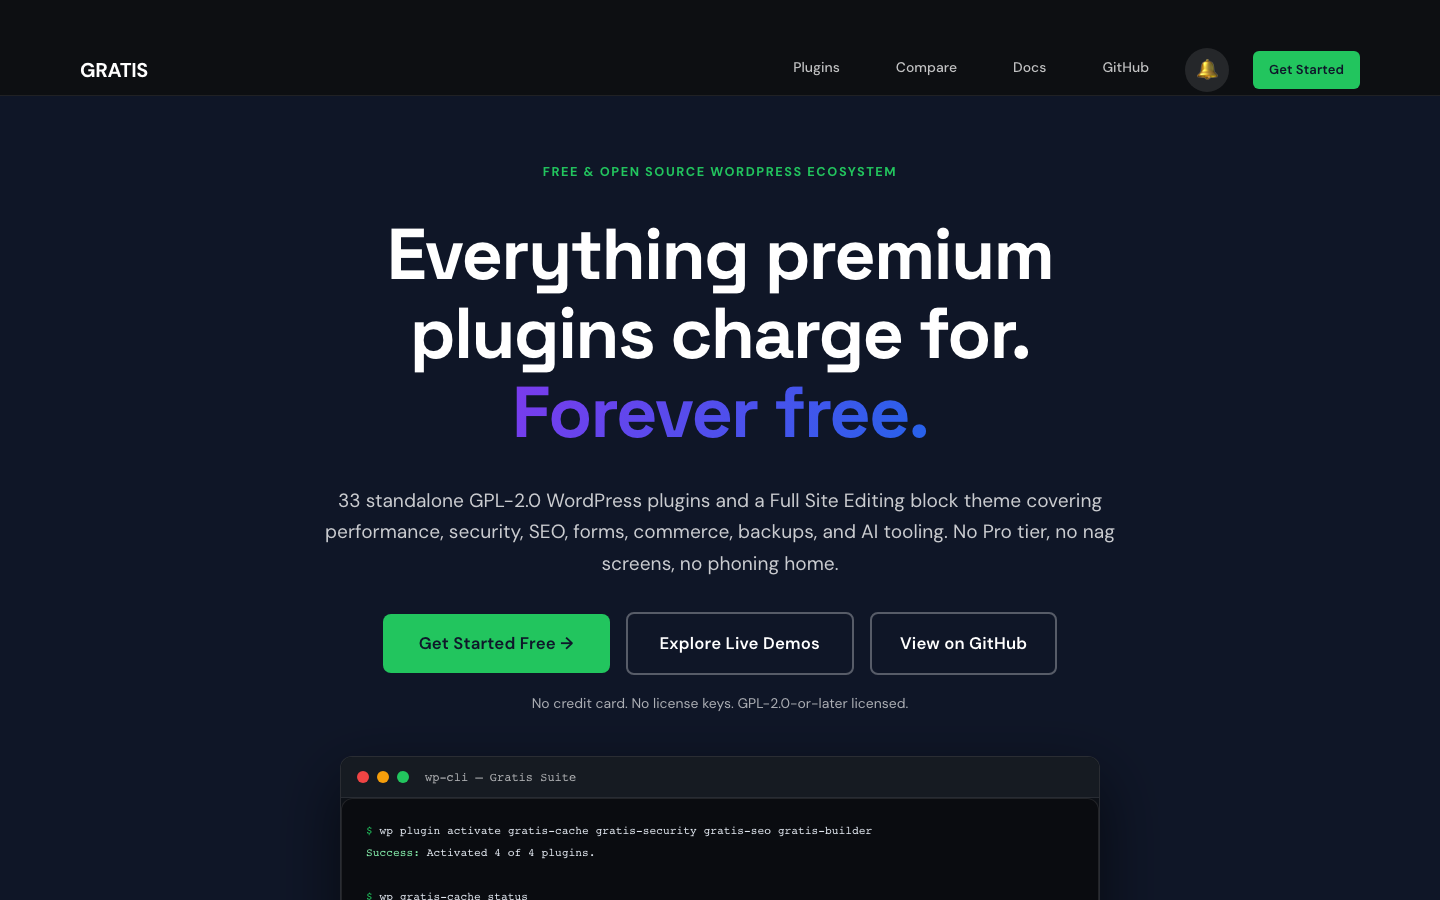 GRATIS
Plugins
Compare
Docs
GitHub
Get Started
FREE & OPEN SOURCE WORDPRESS ECOSYSTEM
Everything premium
plugins charge for.
Forever free.
33 standalone GPL-2.0 WordPress plugins and a Full Site Editing block theme covering
performance, security, SEO, forms, commerce, backups, and AI tooling. No Pro tier, no nag
screens, no phoning home.
Get Started Free →
Explore Live Demos
View on GitHub
No credit card. No license keys. GPL-2.0-or-later licensed.
wp-cli — Gratis Suite
$ wp plugin activate gratis-cache gratis-security gratis-seo gratis-builder
Success: Activated 4 of 4 plugins.
$ wp gratis-cache status